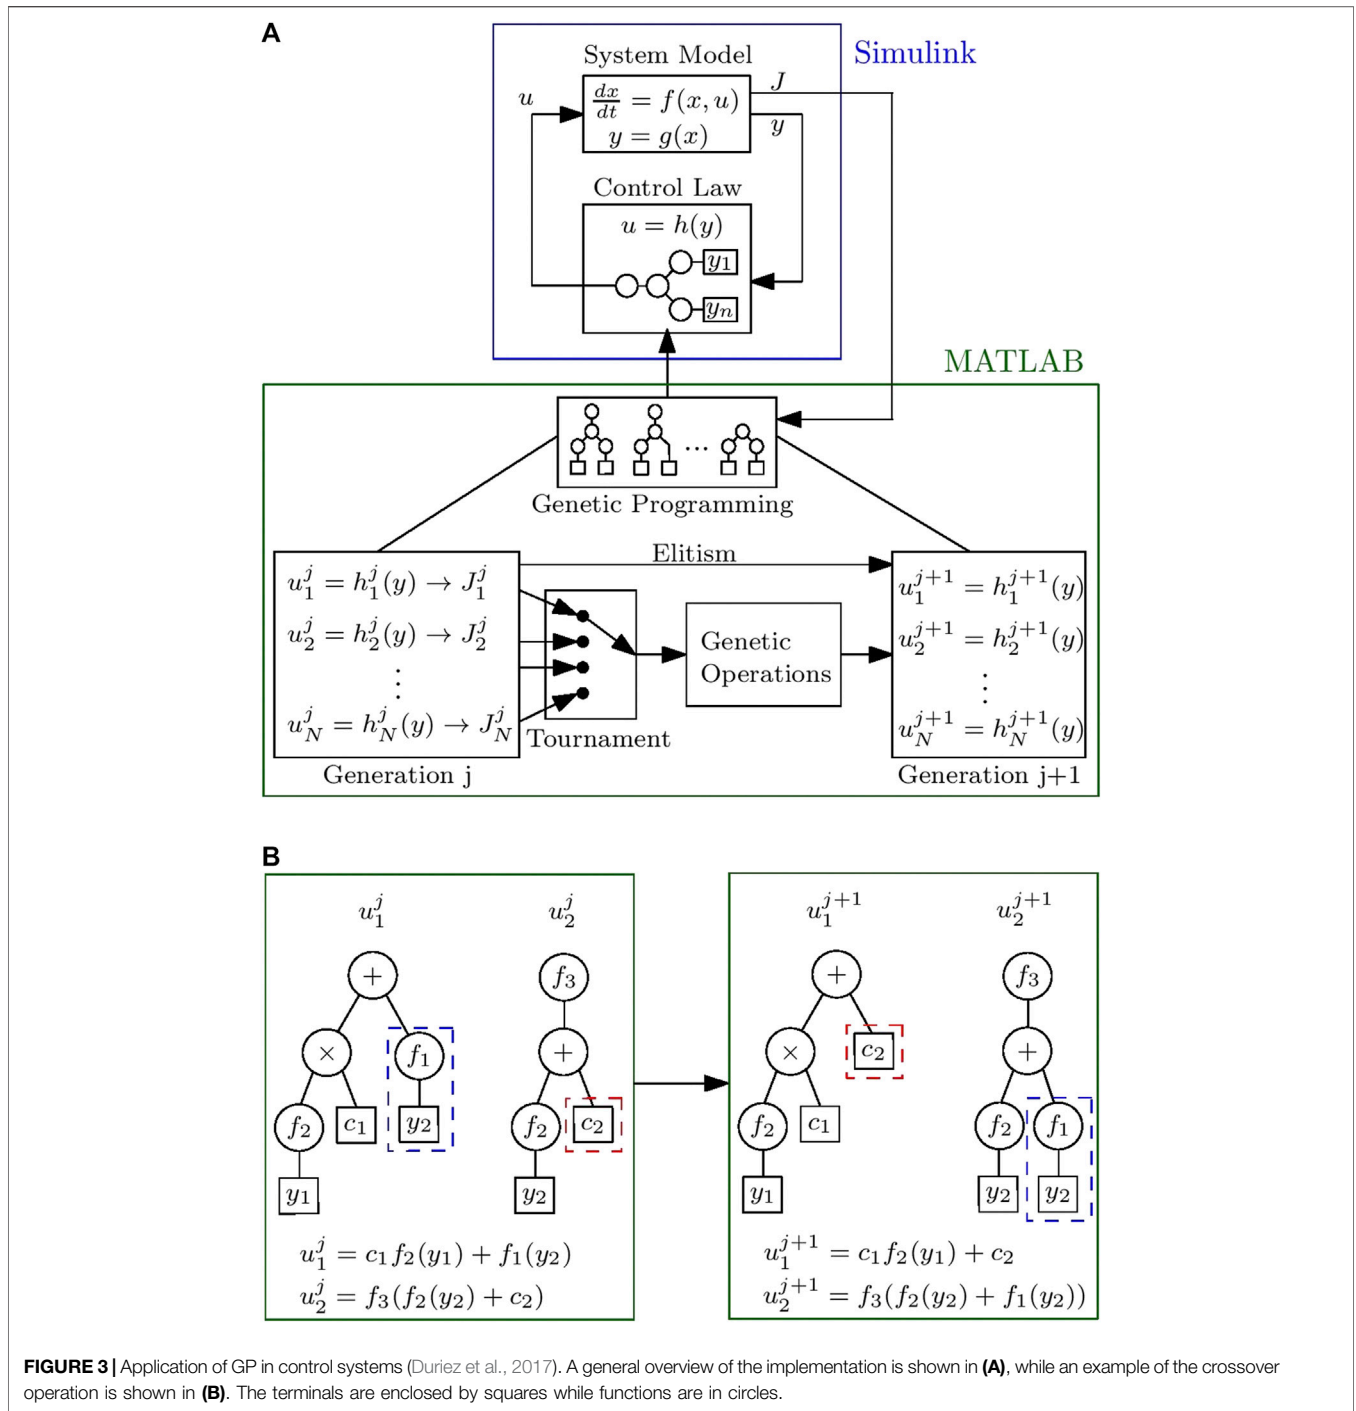 A
Simulink
System Model
u
dx/dt = f(x, u)
y = g(x)
J
y
Control Law
u = h(y)
y₁
yₙ
MATLAB
...
Genetic Programming
Elitism
u₁ʲ = h₁ʲ(y) → J₁ʲ
u₂ʲ = h₂ʲ(y) → J₂ʲ
⋮
u_Nʲ = h_Nʲ(y) → J_Nʲ
Generation j
Tournament
Genetic
Operations
u₁ʲ⁺¹ = h₁ʲ⁺¹(y)
u₂ʲ⁺¹ = h₂ʲ⁺¹(y)
⋮
u_Nʲ⁺¹ = h_Nʲ⁺¹(y)
Generation j+1
B
u₁ʲ
+
× f₁
f₂ c₁ y₂
y₁
u₂ʲ
f₃
+
f₂ c₂
y₂
u₁ʲ = c₁f₂(y₁) + f₁(y₂)
u₂ʲ = f₃(f₂(y₂) + c₂)
u₁ʲ⁺¹
+
× c₂
f₂ c₁
y₁
u₂ʲ⁺¹
f₃
+
f₂ f₁
y₂ y₂
u₁ʲ⁺¹ = c₁f₂(y₁) + c₂
u₂ʲ⁺¹ = f₃(f₂(y₂) + f₁(y₂))
FIGURE 3 | Application of GP in control systems (Duriez et al., 2017). A general overview of the implementation is shown in (A), while an example of the crossover
operation is shown in (B). The terminals are enclosed by squares while functions are in circles.